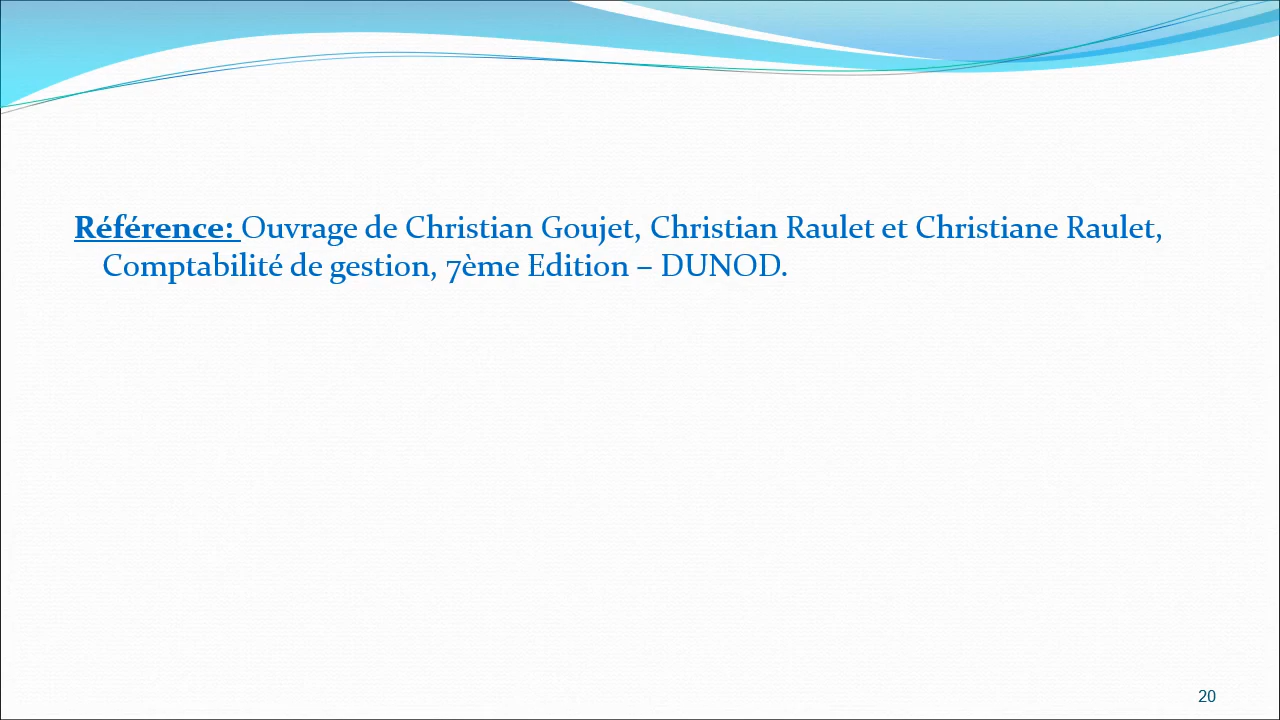 Référence: Ouvrage de Christian Goujet, Christian Raulet et Christiane Raulet,
Comptabilité de gestion, 7ème Edition – DUNOD.
20